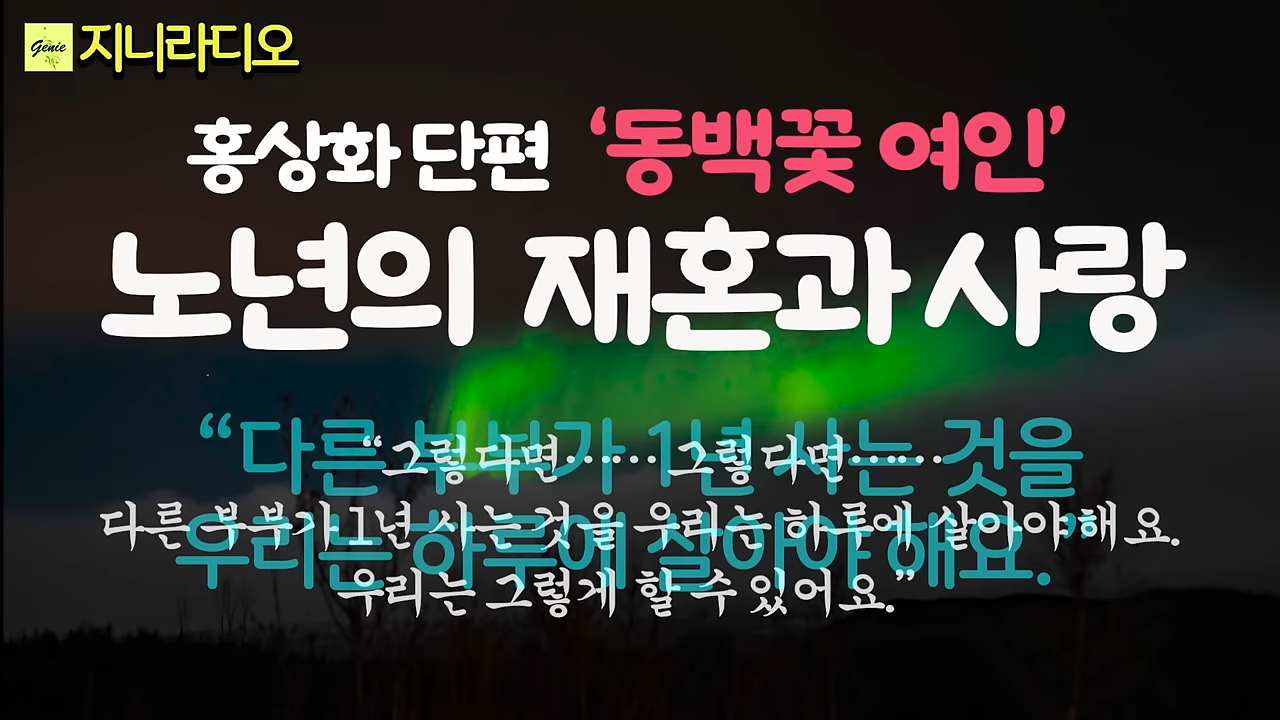 Genie 지니라디오
홍상화 단편 ‘동백꽃 여인’
노년의 재혼과 사랑
“다른 부부가 1년 사는 것을
우리는 하루에 살아야 해요.”
“그렇다면……그렇다면……
다른 부부가 1년 사는 것을 우리는 하루에 살아야 해요.
우리는 그렇게 할 수 있어요.”